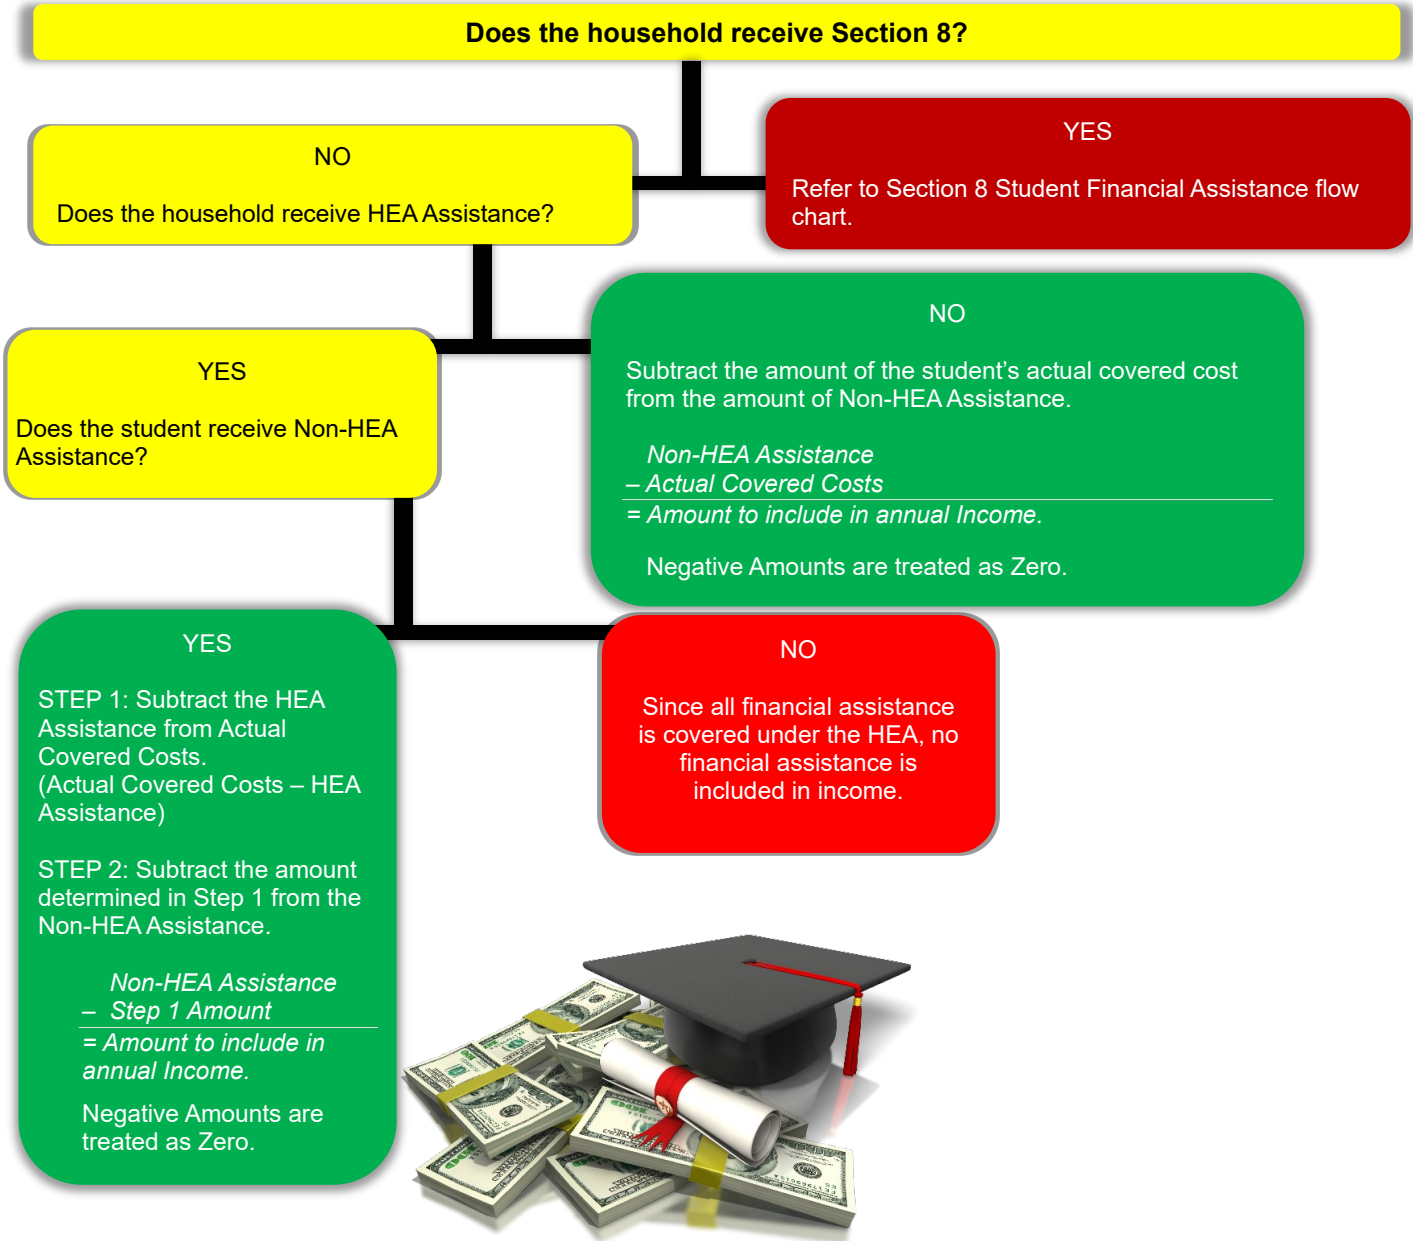 Does the household receive Section 8?
YES
Refer to Section 8 Student Financial Assistance flow
chart.
NO
Does the household receive HEA Assistance?
NO
Subtract the amount of the student’s actual covered cost
from the amount of Non-HEA Assistance.
Non-HEA Assistance
– Actual Covered Costs
= Amount to include in annual Income.
Negative Amounts are treated as Zero.
YES
Does the student receive Non-HEA
Assistance?
YES
STEP 1: Subtract the HEA
Assistance from Actual
Covered Costs.
(Actual Covered Costs – HEA
Assistance)
STEP 2: Subtract the amount
determined in Step 1 from the
Non-HEA Assistance.
Non-HEA Assistance
– Step 1 Amount
= Amount to include in
annual Income.
Negative Amounts are
treated as Zero.
NO
Since all financial assistance
is covered under the HEA, no
financial assistance is
included in income.